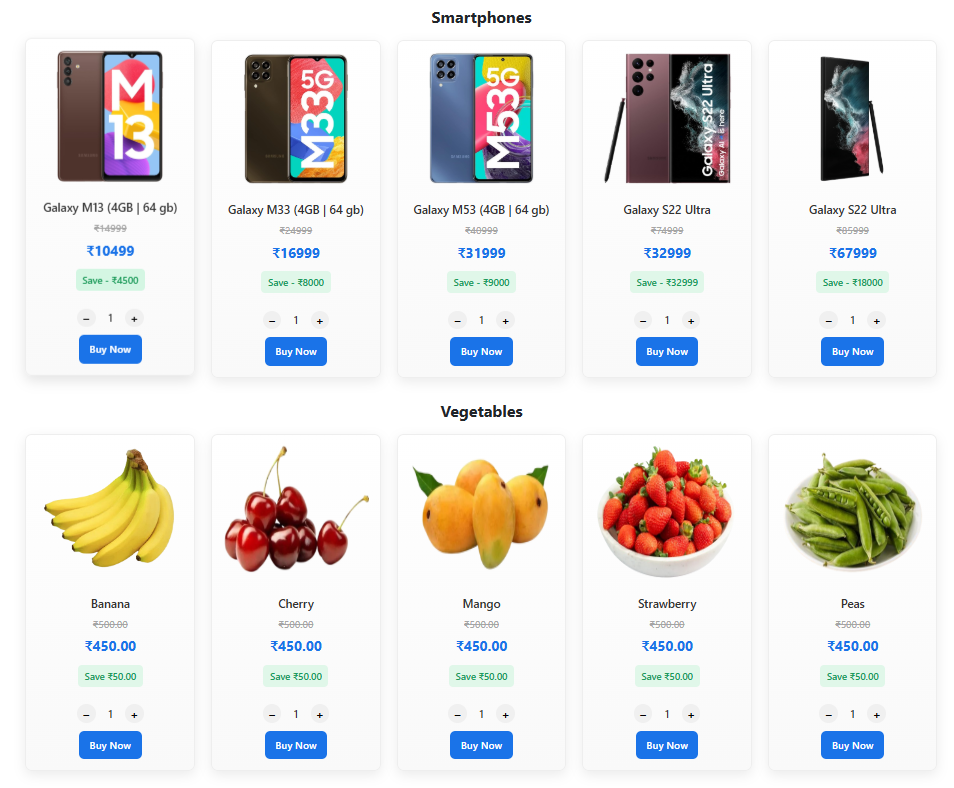 Smartphones
M
13
5G
M33
5G
M53
Galaxy S22 Ultra
Galaxy AI is here
Galaxy M13 (4GB | 64 gb)
₹14999
₹10499
Save - ₹4500
− 1 +
Buy Now
Galaxy M33 (4GB | 64 gb)
₹24999
₹16999
Save - ₹8000
− 1 +
Buy Now
Galaxy M53 (4GB | 64 gb)
₹40999
₹31999
Save - ₹9000
− 1 +
Buy Now
Galaxy S22 Ultra
₹74999
₹32999
Save - ₹32999
− 1 +
Buy Now
Galaxy S22 Ultra
₹85999
₹67999
Save - ₹18000
− 1 +
Buy Now
Vegetables
Banana
₹500.00
₹450.00
Save ₹50.00
− 1 +
Buy Now
Cherry
₹500.00
₹450.00
Save ₹50.00
− 1 +
Buy Now
Mango
₹500.00
₹450.00
Save ₹50.00
− 1 +
Buy Now
Strawberry
₹500.00
₹450.00
Save ₹50.00
− 1 +
Buy Now
Peas
₹500.00
₹450.00
Save ₹50.00
− 1 +
Buy Now